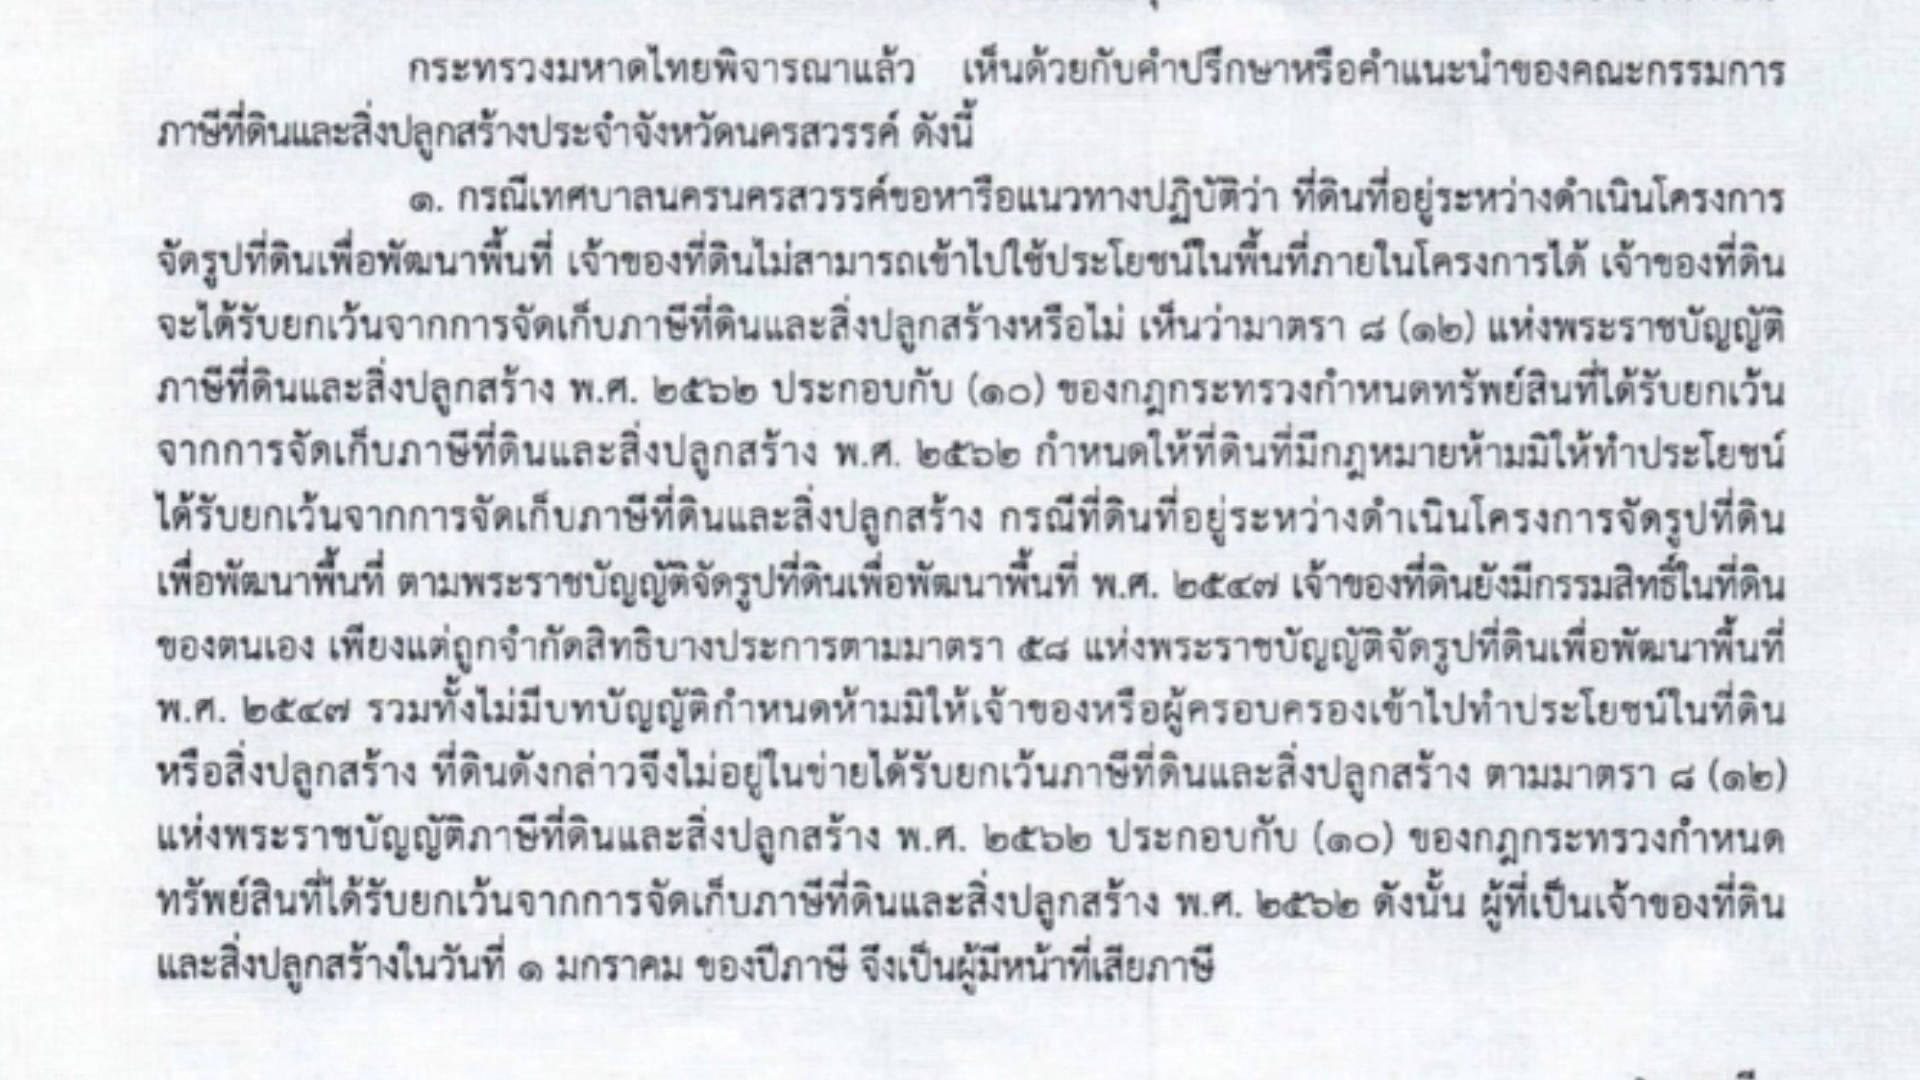 กระทรวงมหาดไทยพิจารณาแล้ว เห็นด้วยกับคำปรึกษาหรือคำแนะนำของคณะกรรมการ
ภาษีที่ดินและสิ่งปลูกสร้างประจำจังหวัดนครสวรรค์ ดังนี้
๑. กรณีเทศบาลนครนครสวรรค์ขอหารือแนวทางปฏิบัติว่า ที่ดินที่อยู่ระหว่างดำเนินโครงการ
จัดรูปที่ดินเพื่อพัฒนาพื้นที่ เจ้าของที่ดินไม่สามารถเข้าไปใช้ประโยชน์ในพื้นที่ภายในโครงการได้ เจ้าของที่ดิน
จะได้รับยกเว้นจากการจัดเก็บภาษีที่ดินและสิ่งปลูกสร้างหรือไม่ เห็นว่ามาตรา ๘ (๑๒) แห่งพระราชบัญญัติ
ภาษีที่ดินและสิ่งปลูกสร้าง พ.ศ. ๒๕๖๒ ประกอบกับ (๑๐) ของกฎกระทรวงกำหนดทรัพย์สินที่ได้รับยกเว้น
จากการจัดเก็บภาษีที่ดินและสิ่งปลูกสร้าง พ.ศ. ๒๕๖๒ กำหนดให้ที่ดินที่มีกฎหมายห้ามมิให้ทำประโยชน์
ได้รับยกเว้นจากการจัดเก็บภาษีที่ดินและสิ่งปลูกสร้าง กรณีที่ดินที่อยู่ระหว่างดำเนินโครงการจัดรูปที่ดิน
เพื่อพัฒนาพื้นที่ ตามพระราชบัญญัติจัดรูปที่ดินเพื่อพัฒนาพื้นที่ พ.ศ. ๒๕๔๗ เจ้าของที่ดินยังมีกรรมสิทธิ์ในที่ดิน
ของตนเอง เพียงแต่ถูกจำกัดสิทธิบางประการตามมาตรา ๕๘ แห่งพระราชบัญญัติจัดรูปที่ดินเพื่อพัฒนาพื้นที่
พ.ศ. ๒๕๔๗ รวมทั้งไม่มีบทบัญญัติกำหนดห้ามมิให้เจ้าของหรือผู้ครอบครองเข้าไปทำประโยชน์ในที่ดิน
หรือสิ่งปลูกสร้าง ที่ดินดังกล่าวจึงไม่อยู่ในข่ายได้รับยกเว้นภาษีที่ดินและสิ่งปลูกสร้าง ตามมาตรา ๘ (๑๒)
แห่งพระราชบัญญัติภาษีที่ดินและสิ่งปลูกสร้าง พ.ศ. ๒๕๖๒ ประกอบกับ (๑๐) ของกฎกระทรวงกำหนด
ทรัพย์สินที่ได้รับยกเว้นจากการจัดเก็บภาษีที่ดินและสิ่งปลูกสร้าง พ.ศ. ๒๕๖๒ ดังนั้น ผู้ที่เป็นเจ้าของที่ดิน
และสิ่งปลูกสร้างในวันที่ ๑ มกราคม ของปีภาษี จึงเป็นผู้มีหน้าที่เสียภาษี